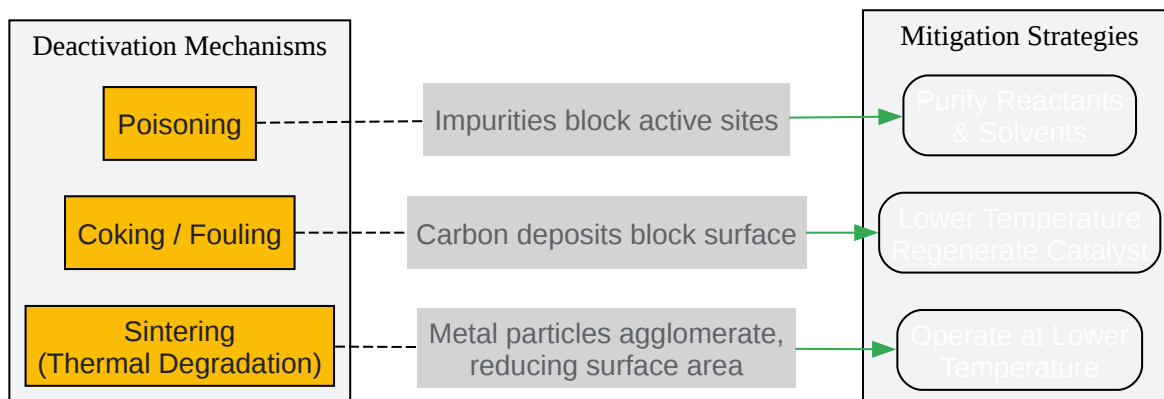 Deactivation Mechanisms
Mitigation Strategies
Poisoning
Impurities block active sites
Purify Reactants
& Solvents
Coking / Fouling
Carbon deposits block surface
Lower Temperature
Regenerate Catalyst
Sintering
(Thermal Degradation)
Metal particles agglomerate,
reducing surface area
Operate at Lower
Temperature